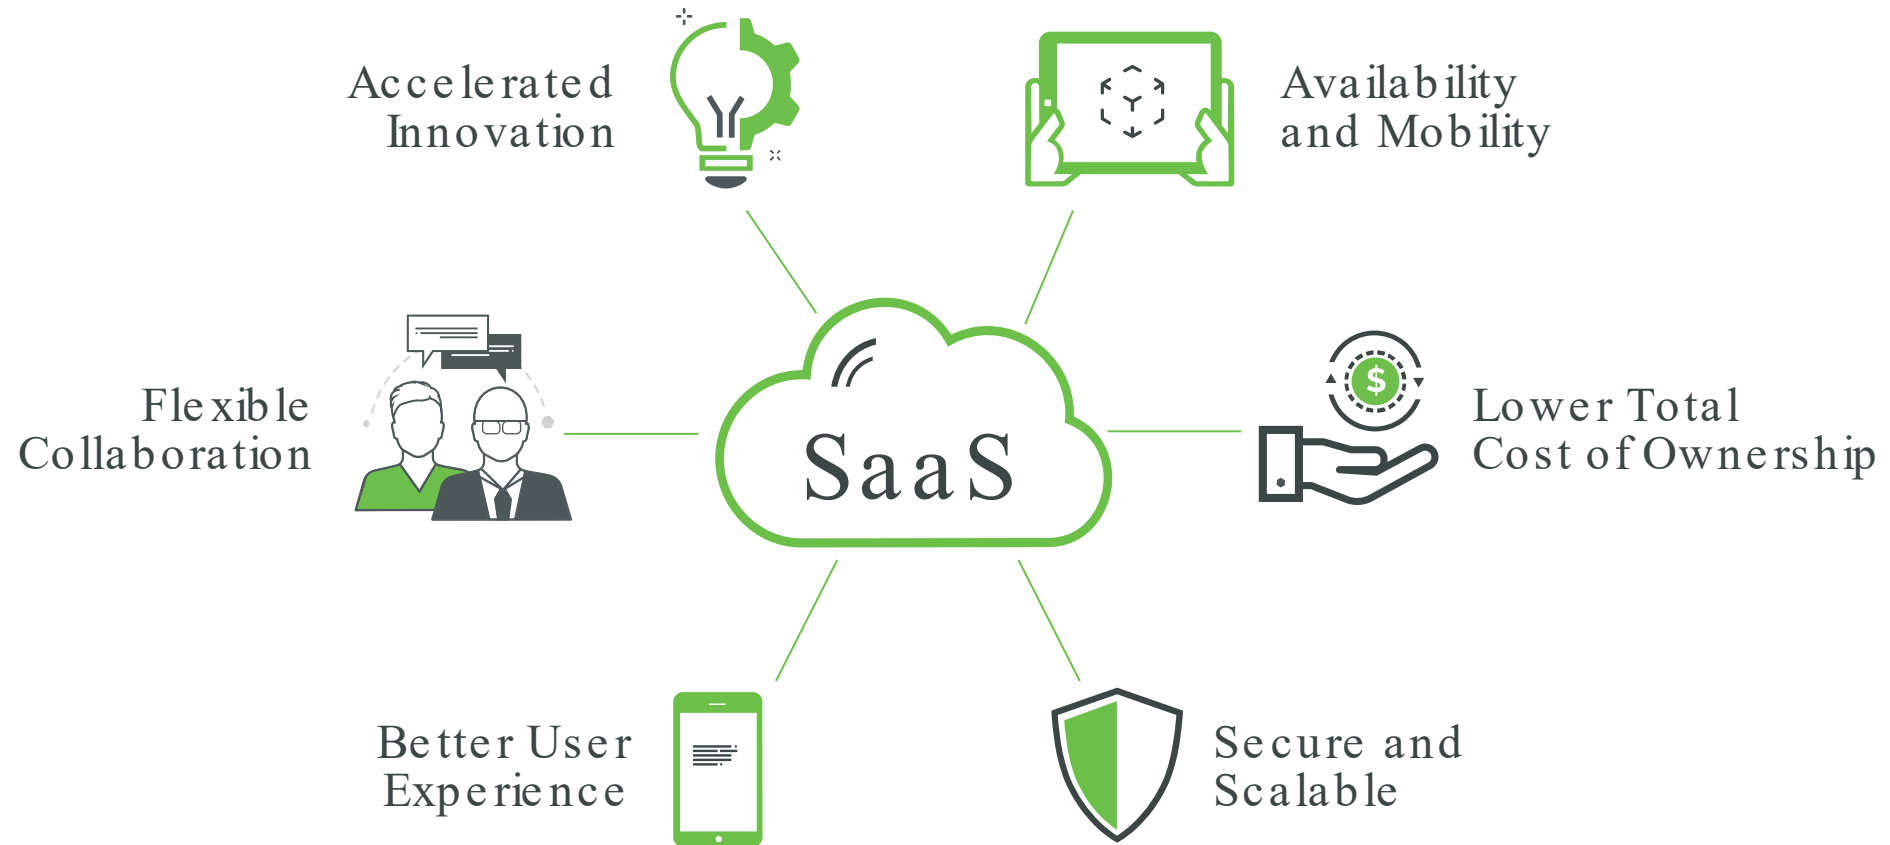 Accelerated
Innovation
Availability
and Mobility
Flexible
Collaboration
SaaS
$
Lower Total
Cost of Ownership
Better User
Experience
Secure and
Scalable